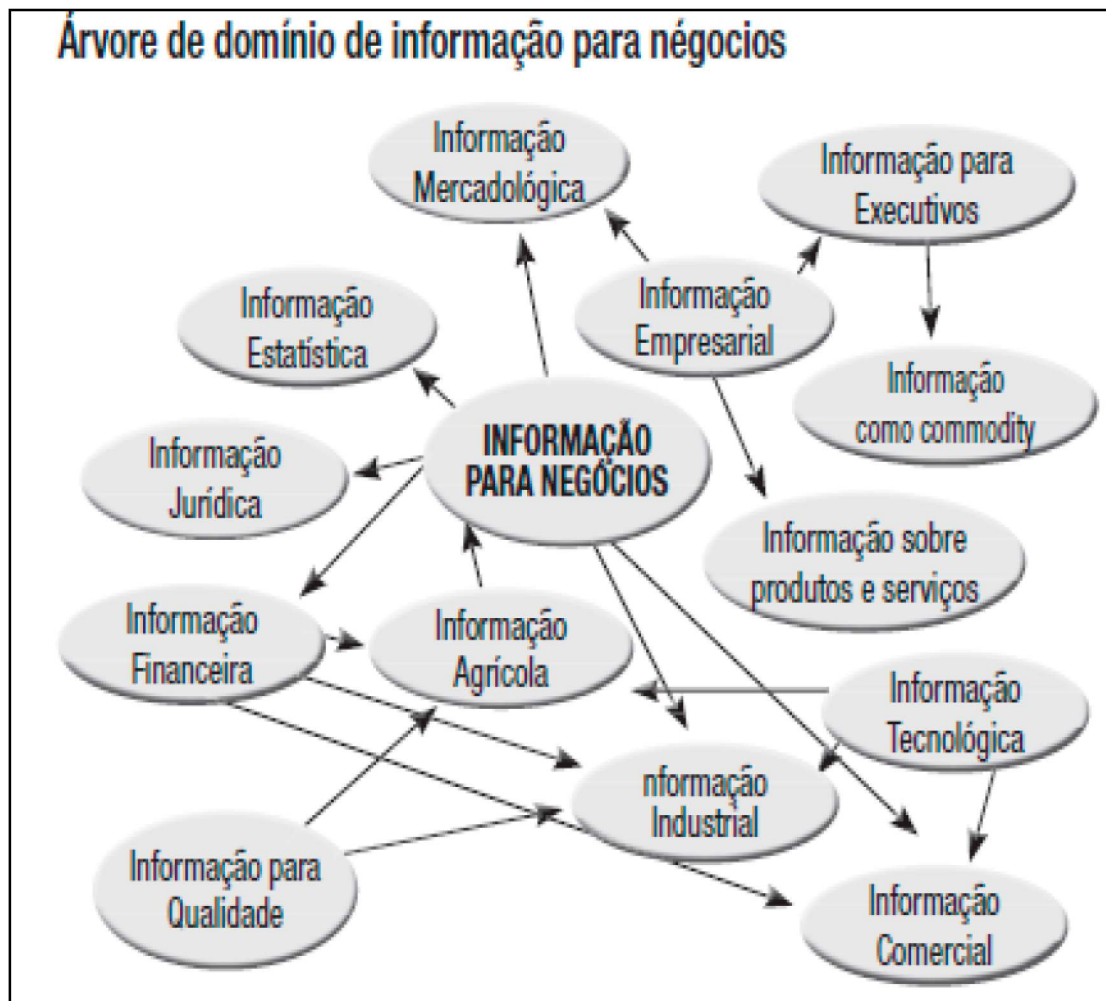 Árvore de domínio de informação para négocios
Informação
Mercadológica
Informação para
Executivos
Informação
Estatística
Informação
Empresarial
Informação
como commodity
INFORMAÇÃO
PARA NEGÓCIOS
Informação
Jurídica
Informação sobre
produtos e serviços
Informação
Financeira
Informação
Agrícola
Informação
Tecnológica
nformação
Industrial
Informação para
Qualidade
Informação
Comercial